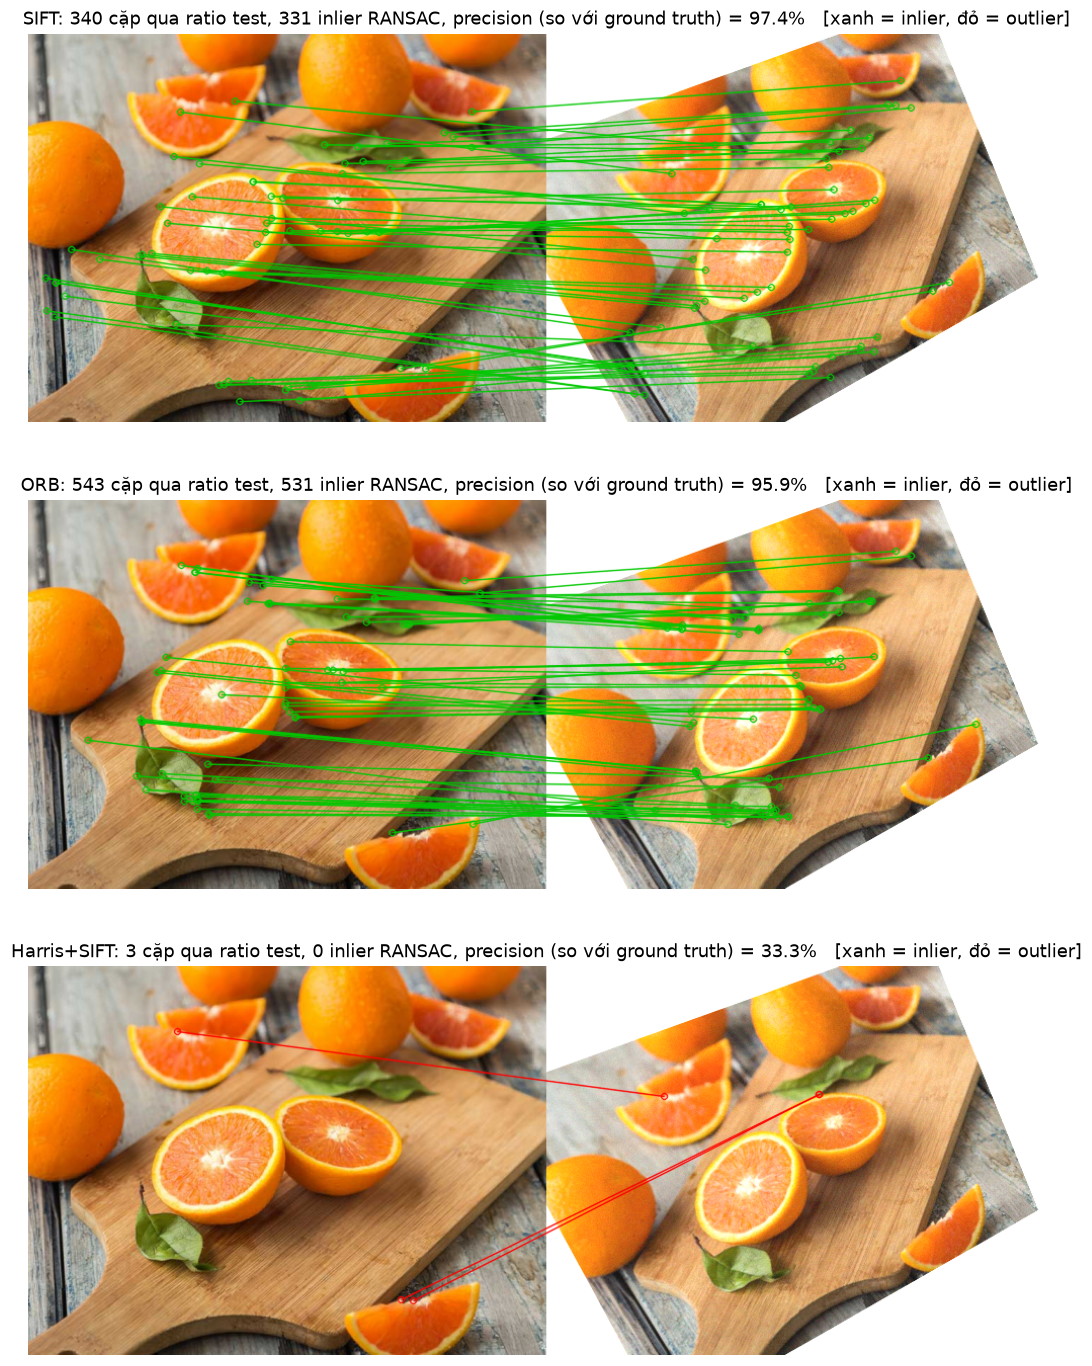 SIFT: 340 cặp qua ratio test, 331 inlier RANSAC, precision (so với ground truth) = 97.4%   [xanh = inlier, đỏ = outlier]
ORB: 543 cặp qua ratio test, 531 inlier RANSAC, precision (so với ground truth) = 95.9%   [xanh = inlier, đỏ = outlier]
Harris+SIFT: 3 cặp qua ratio test, 0 inlier RANSAC, precision (so với ground truth) = 33.3%   [xanh = inlier, đỏ = outlier]